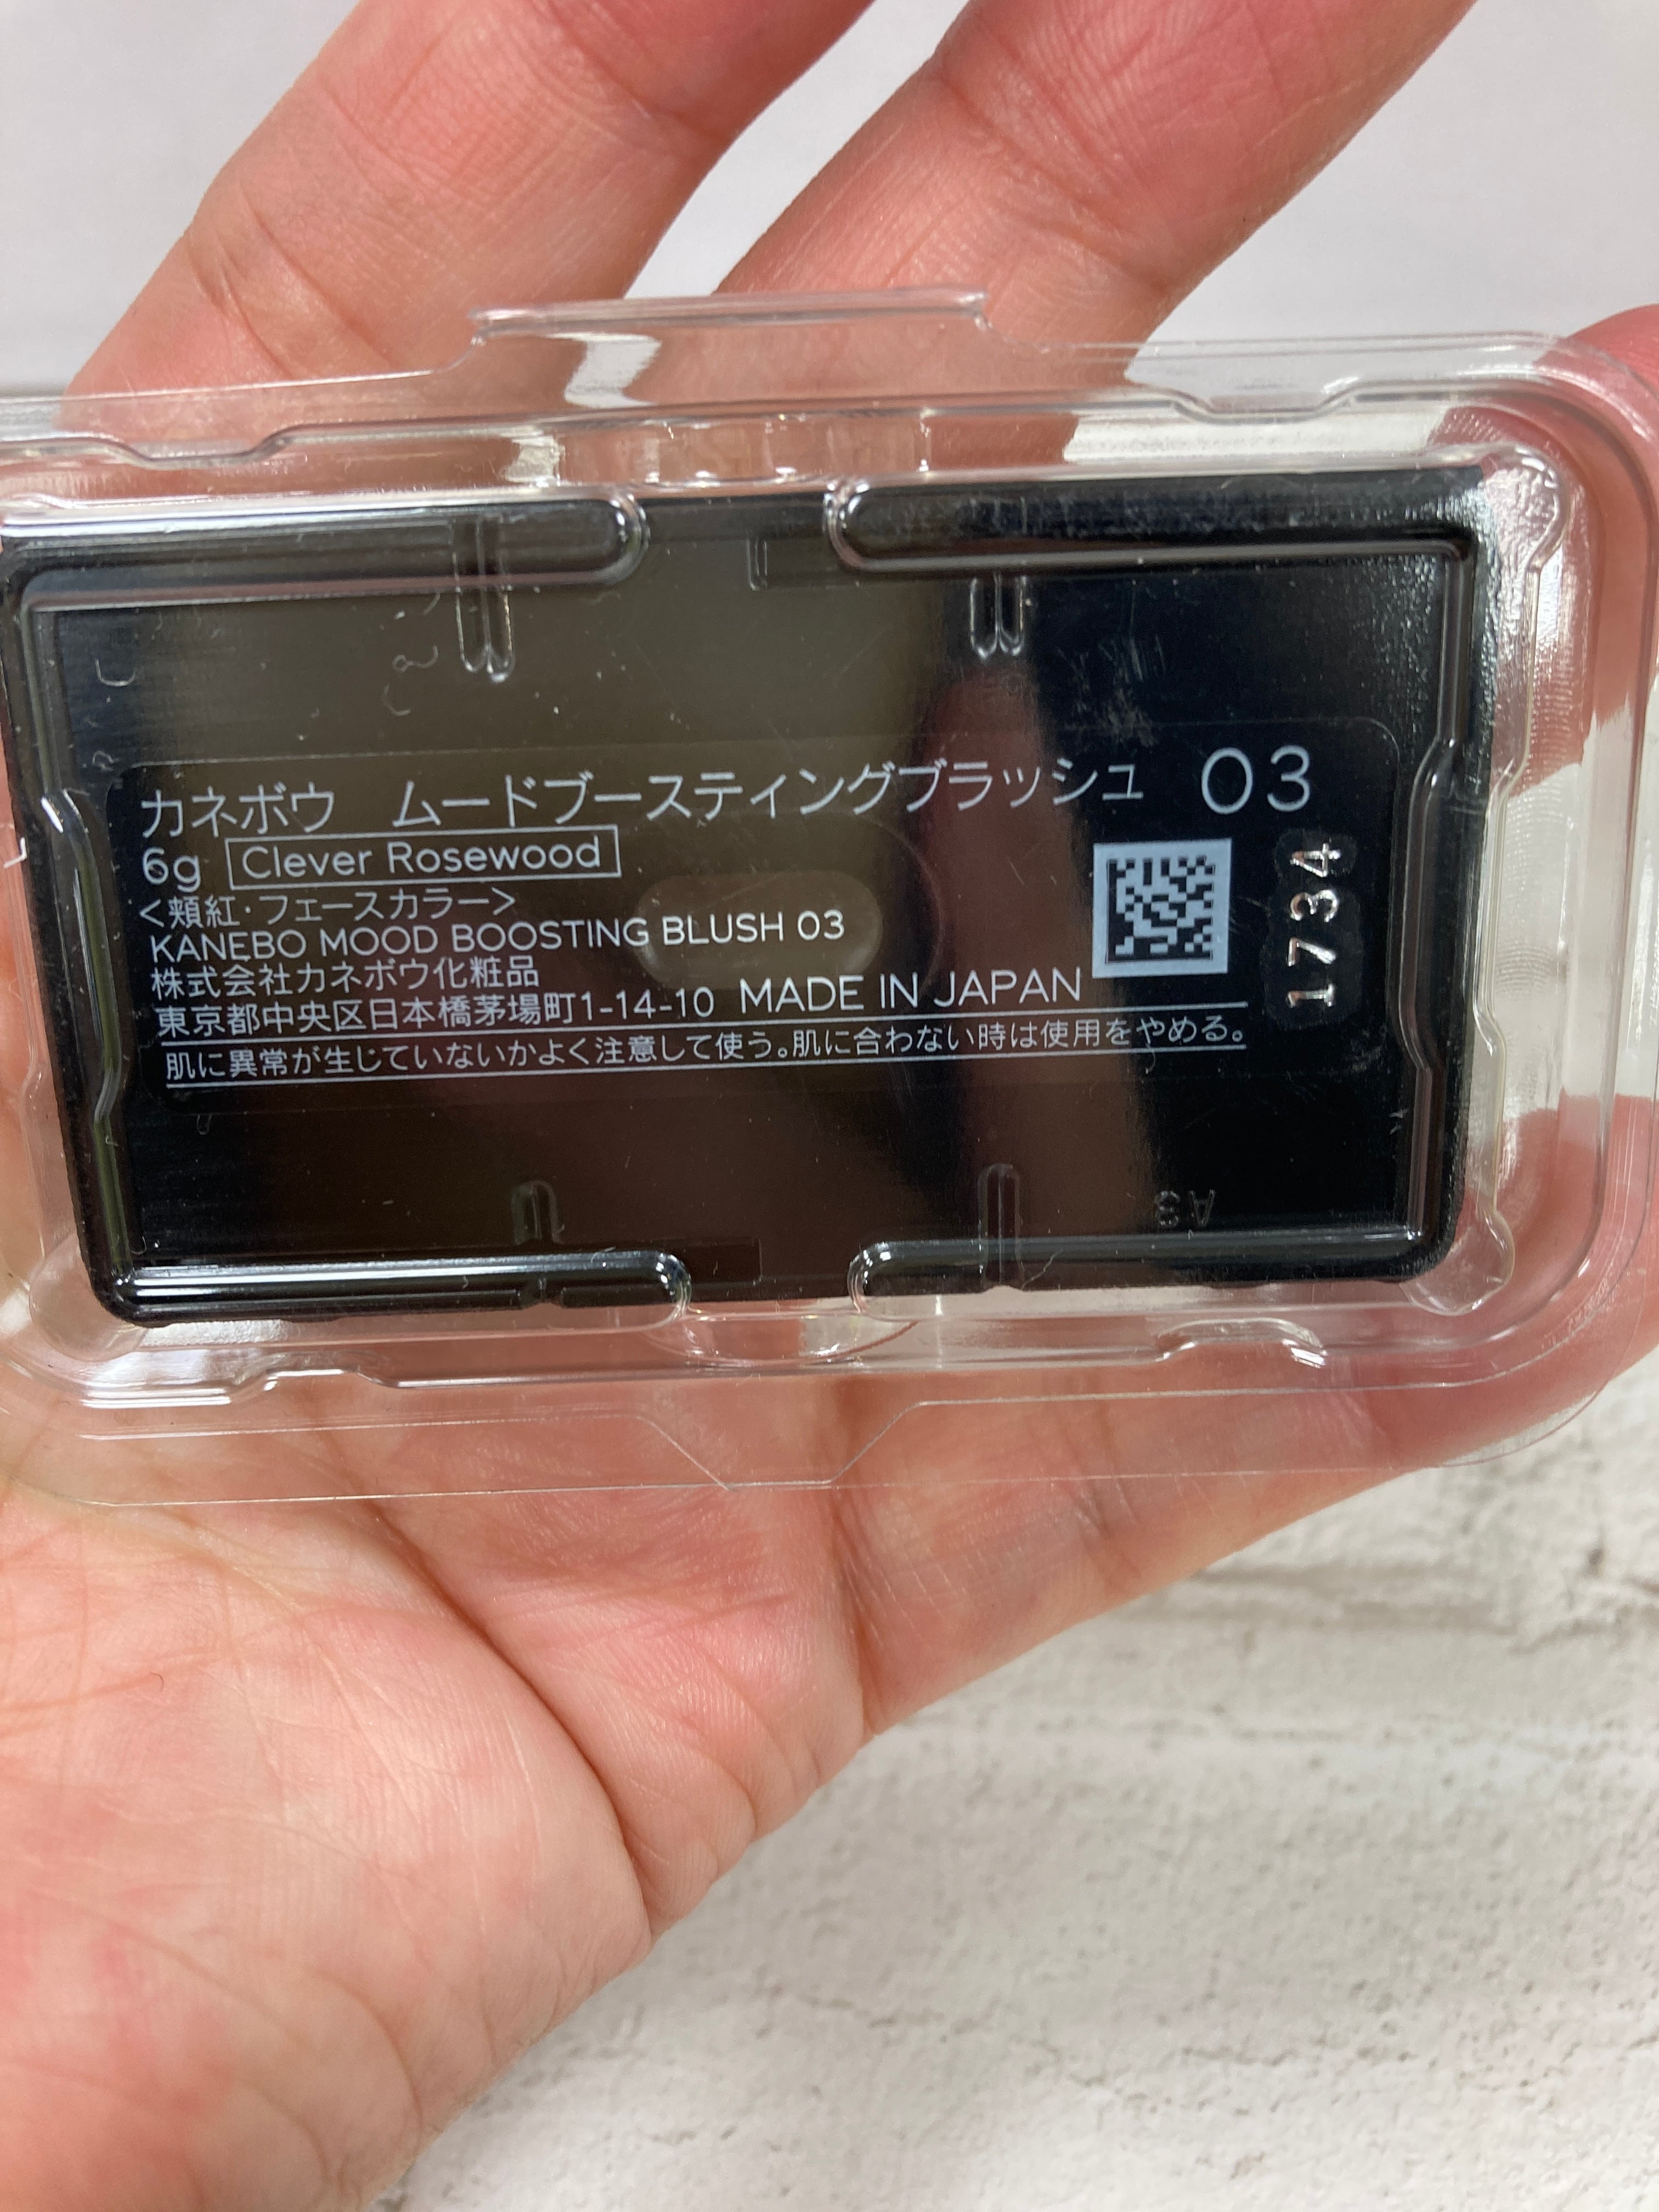 カネボウ　ムードブースティングブラッシュ　03
6g Clever Rosewood
<頬紅・フェースカラー>
KANEBO MOOD BOOSTING BLUSH 03
株式会社カネボウ化粧品
東京都中央区日本橋茅場町1-14-10 MADE IN JAPAN
肌に異常が生じていないかよく注意して使う。肌に合わない時は使用をやめる。
1734
A3